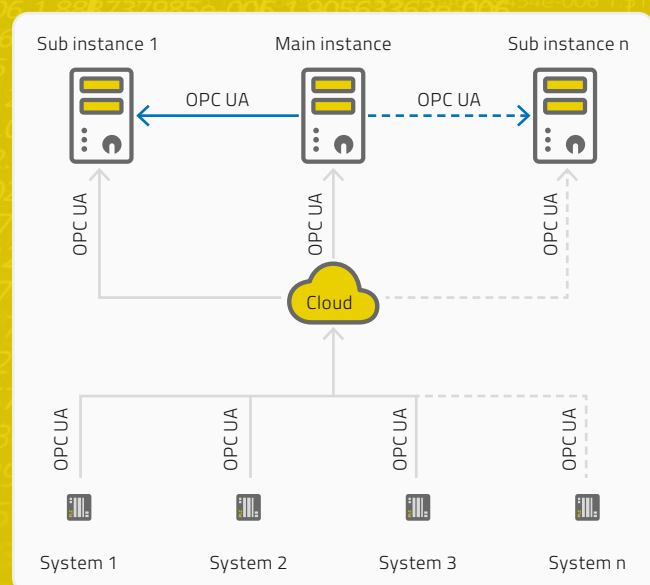 Sub instance 1
Main instance
Sub instance n
OPC UA
OPC UA
OPC UA
OPC UA
OPC UA
Cloud
OPC UA
OPC UA
OPC UA
OPC UA
System 1
System 2
System 3
System n